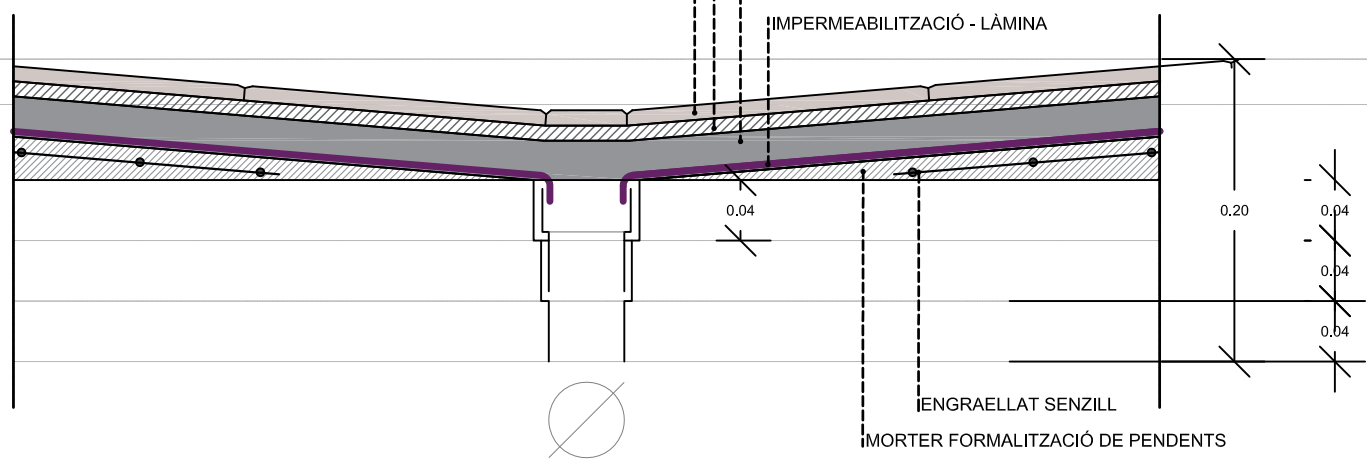 IMPERMEABILITZACIÓ - LÀMINA
0.04
0.20
0.04
0.04
0.04
ENGRAELLAT SENZILL
MORTER FORMALITZACIÓ DE PENDENTS